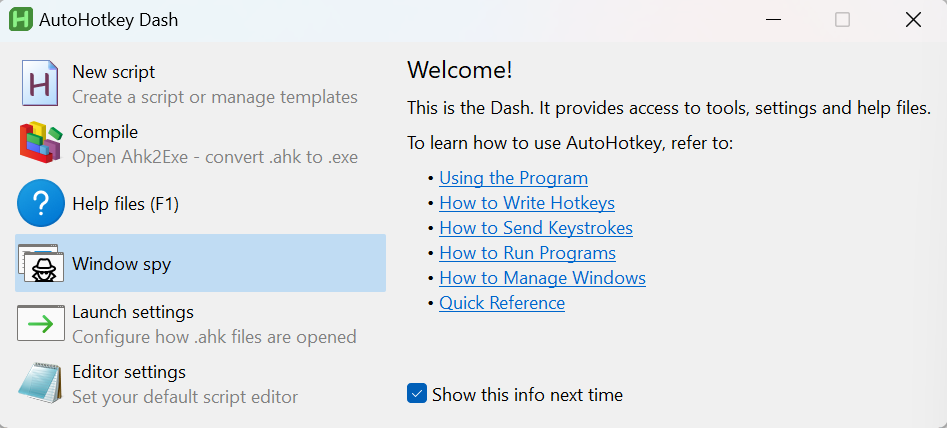 AutoHotkey Dash
New script
Create a script or manage templates
Compile
Open Ahk2Exe - convert .ahk to .exe
Help files (F1)
Window spy
Launch settings
Configure how .ahk files are opened
Editor settings
Set your default script editor
Welcome!
This is the Dash. It provides access to tools, settings and help files.
To learn how to use AutoHotkey, refer to:
• Using the Program
• How to Write Hotkeys
• How to Send Keystrokes
• How to Run Programs
• How to Manage Windows
• Quick Reference
Show this info next time